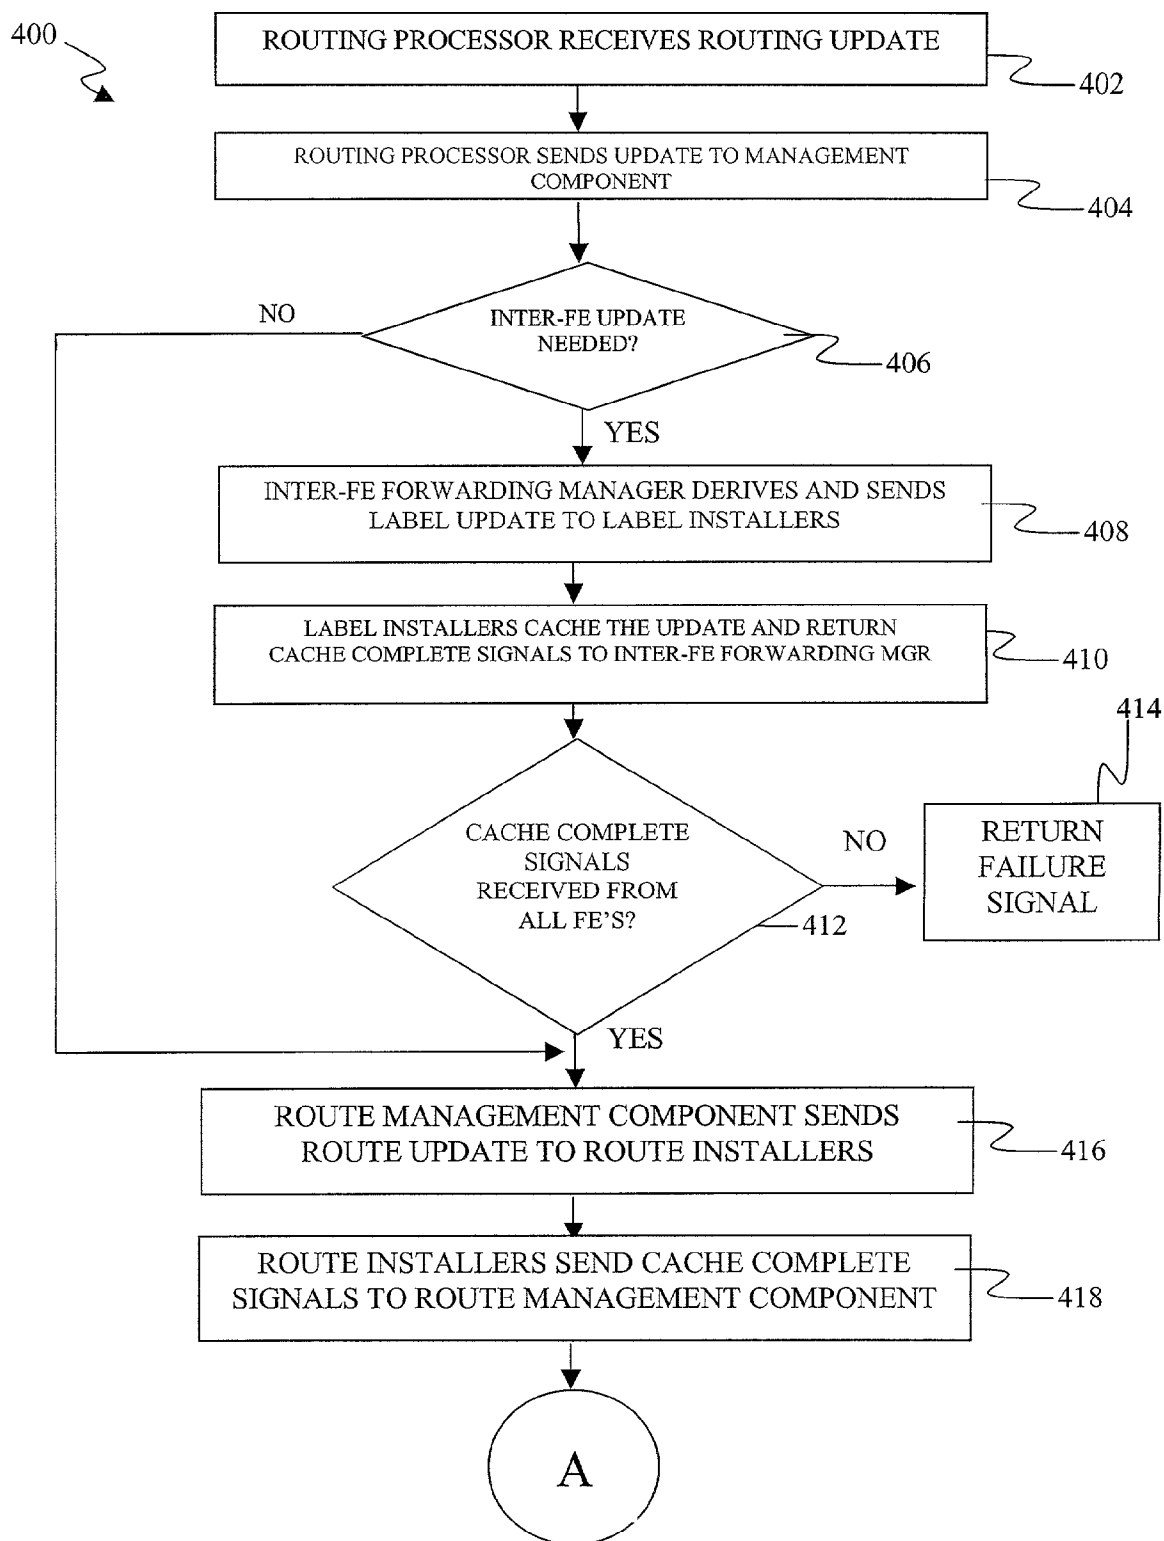 400
ROUTING PROCESSOR RECEIVES ROUTING UPDATE
402
ROUTING PROCESSOR SENDS UPDATE TO MANAGEMENT
COMPONENT
404
NO
INTER-FE UPDATE
NEEDED?
406
YES
INTER-FE FORWARDING MANAGER DERIVES AND SENDS
LABEL UPDATE TO LABEL INSTALLERS
408
LABEL INSTALLERS CACHE THE UPDATE AND RETURN
CACHE COMPLETE SIGNALS TO INTER-FE FORWARDING MGR
410
414
CACHE COMPLETE
SIGNALS
RECEIVED FROM
ALL FE'S?
NO
RETURN
FAILURE
SIGNAL
412
YES
ROUTE MANAGEMENT COMPONENT SENDS
ROUTE UPDATE TO ROUTE INSTALLERS
416
ROUTE INSTALLERS SEND CACHE COMPLETE
SIGNALS TO ROUTE MANAGEMENT COMPONENT
418
A